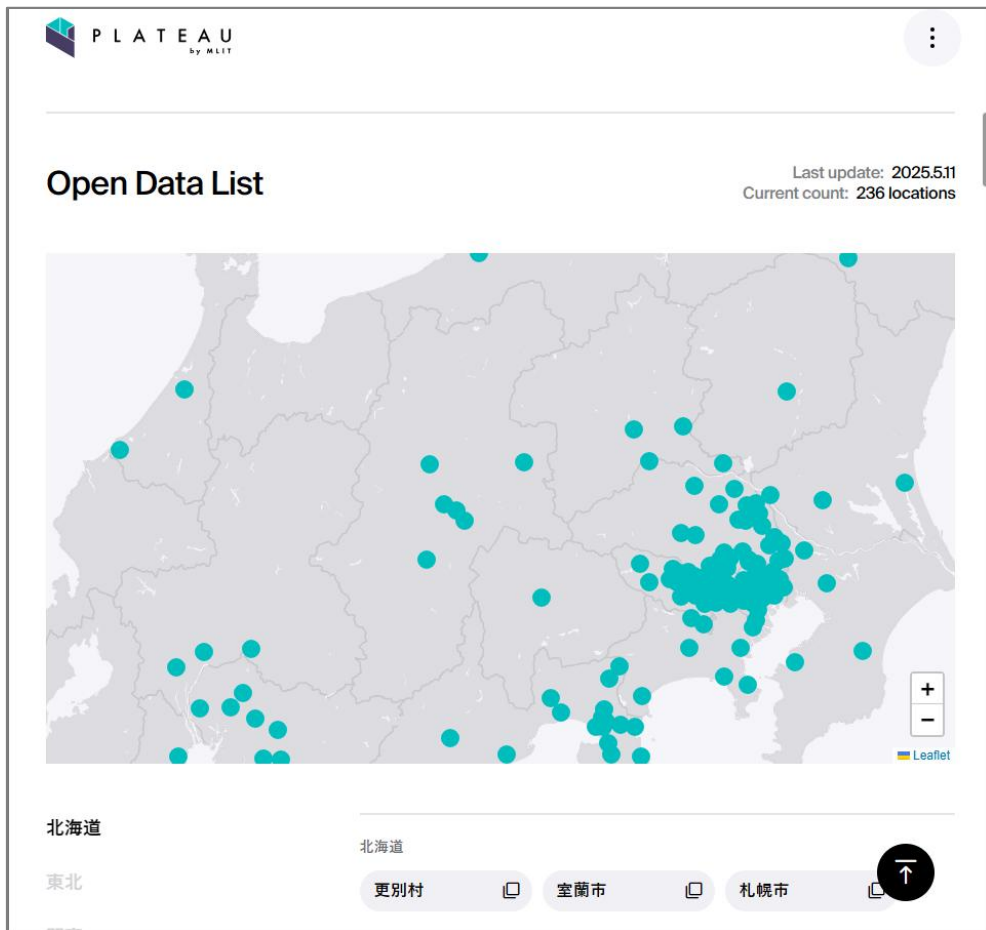 PLATEAU
by MLIT
Open Data List
Last update: 2025.5.11
Current count: 236 locations
+
−
Leaflet
北海道
北海道
東北
更別村
室蘭市
札幌市